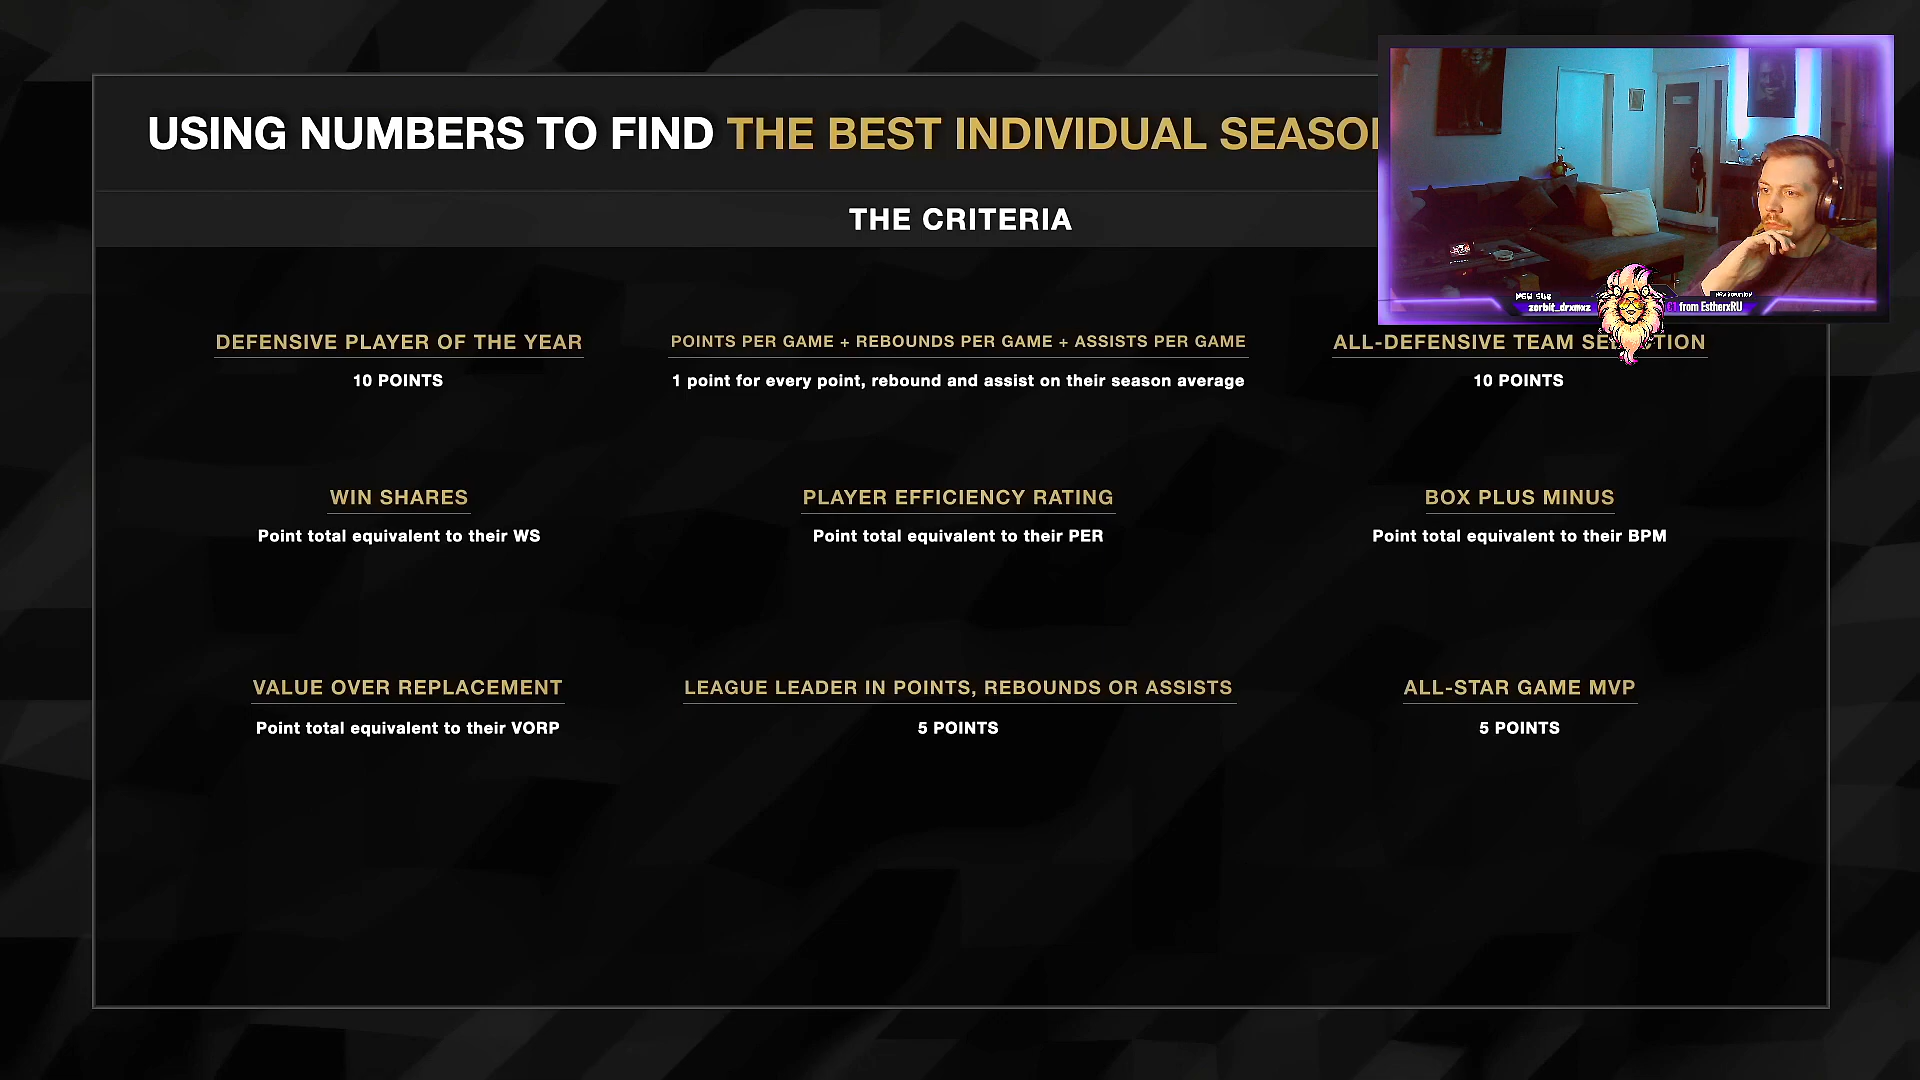 USING NUMBERS TO FIND THE BEST INDIVIDUAL SEASO
THE CRITERIA
DEFENSIVE PLAYER OF THE YEAR
10 POINTS
POINTS PER GAME + REBOUNDS PER GAME + ASSISTS PER GAME
1 point for every point, rebound and assist on their season average
ALL-DEFENSIVE TEAM SE TION
10 POINTS
WIN SHARES
Point total equivalent to their WS
PLAYER EFFICIENCY RATING
Point total equivalent to their PER
BOX PLUS MINUS
Point total equivalent to their BPM
VALUE OVER REPLACEMENT
Point total equivalent to their VORP
LEAGUE LEADER IN POINTS, REBOUNDS OR ASSISTS
5 POINTS
ALL-STAR GAME MVP
5 POINTS
NEW SUB
zorbit_drxmxz
€1 from EstherxRU